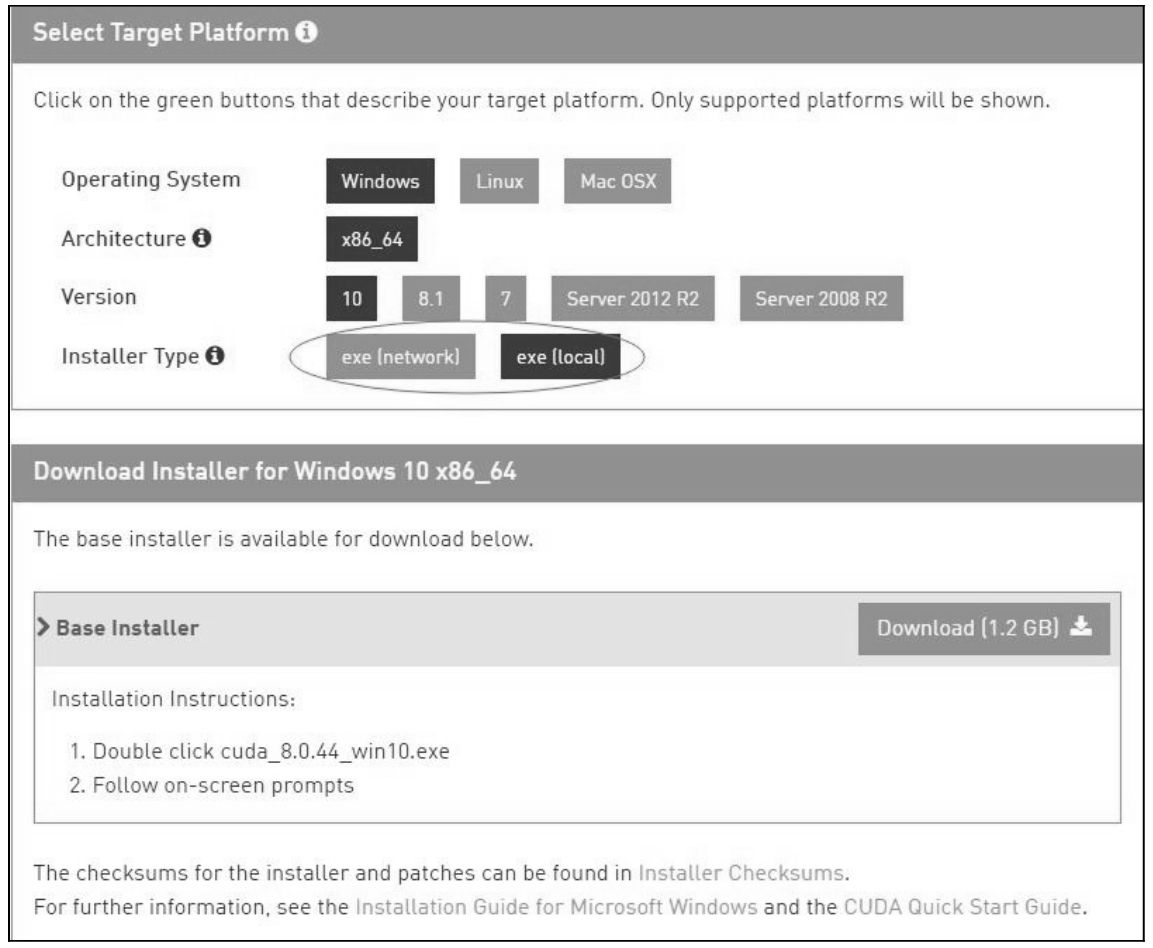 Select Target Platform
Click on the green buttons that describe your target platform. Only supported platforms will be shown.
Operating System Windows Linux Mac OSX
Architecture x86_64
Version 10 8.1 7 Server 2012 R2 Server 2008 R2
Installer Type exe (network) exe (local)
Download Installer for Windows 10 x86_64
The base installer is available for download below.
Base Installer Download (1.2 GB)
Installation Instructions:
1. Double click cuda_8.0.44_win10.exe
2. Follow on-screen prompts
The checksums for the installer and patches can be found in Installer Checksums.
For further information, see the Installation Guide for Microsoft Windows and the CUDA Quick Start Guide.